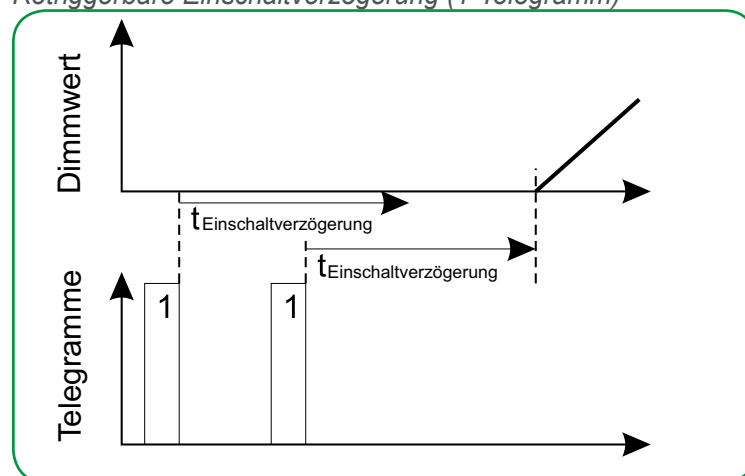 Retriggerbare Einschaltverzögerung (1-Telegramm)
Dimmwert
tEinschaltverzögerung
tEinschaltverzögerung
Telegramme
1
1